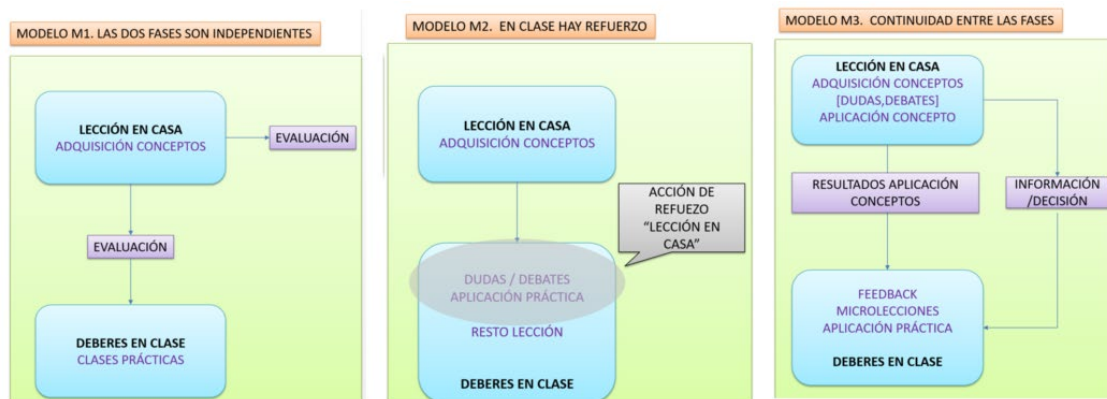 MODELO M1. LAS DOS FASES SON INDEPENDIENTES
LECCIÓN EN CASA
ADQUISICIÓN CONCEPTOS
EVALUACIÓN
EVALUACIÓN
DEBERES EN CLASE
CLASES PRÁCTICAS
MODELO M2. EN CLASE HAY REFUERZO
LECCIÓN EN CASA
ADQUISICIÓN CONCEPTOS
ACCIÓN DE
REFUEZO
“LECCIÓN EN
CASA”
DUDAS / DEBATES
APLICACIÓN PRÁCTICA
RESTO LECCIÓN
DEBERES EN CLASE
MODELO M3. CONTINUIDAD ENTRE LAS FASES
LECCIÓN EN CASA
ADQUISICIÓN CONCEPTOS
[DUDAS,DEBATES]
APLICACIÓN CONCEPTO
RESULTADOS APLICACIÓN
CONCEPTOS
INFORMACIÓN
/DECISIÓN
FEEDBACK
MICROLECCIONES
APLICACIÓN PRÁCTICA
DEBERES EN CLASE